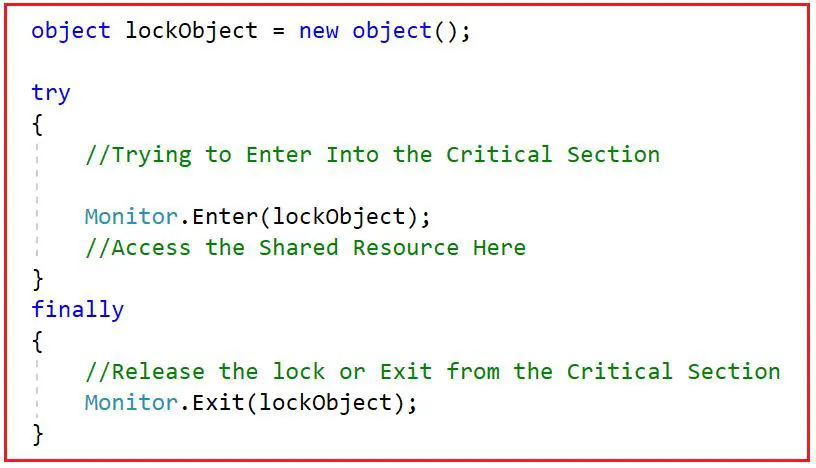 object lockObject = new object();
try
{
//Trying to Enter Into the Critical Section
Monitor.Enter(lockObject);
//Access the Shared Resource Here
}
finally
{
//Release the lock or Exit from the Critical Section
Monitor.Exit(lockObject);
}